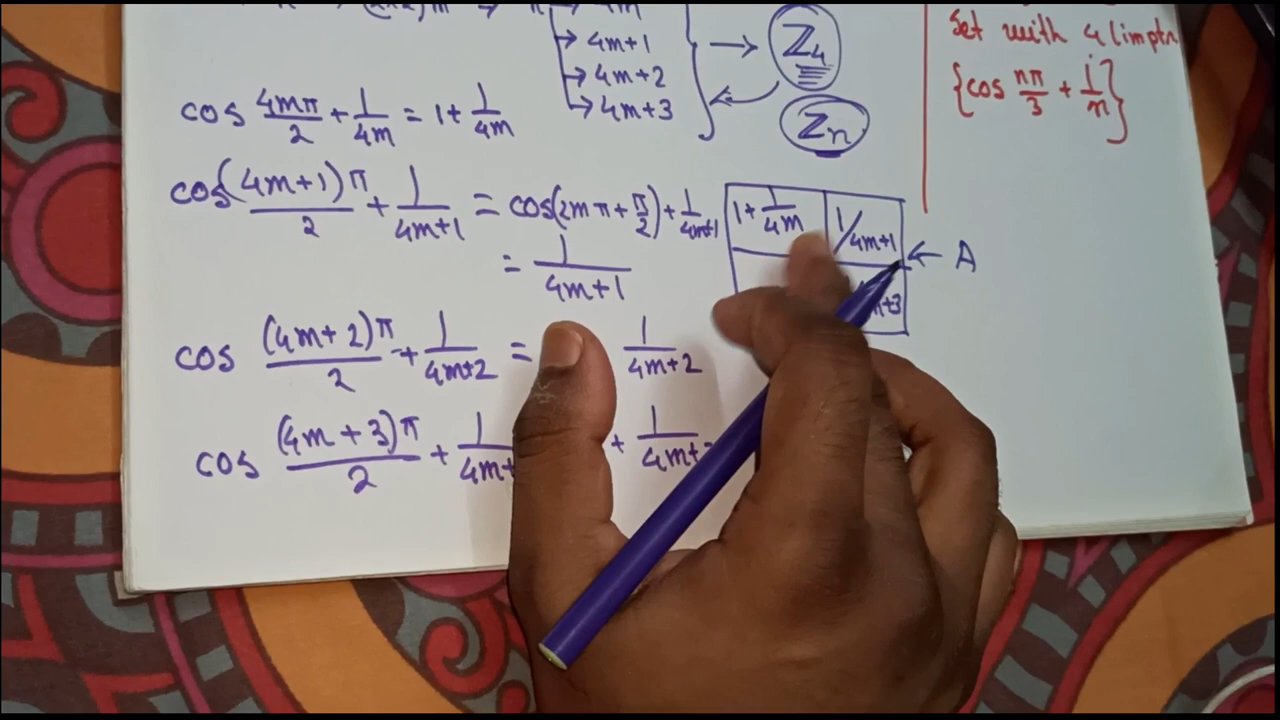 → 4m+1
→ 4m+2
→ 4m+3
→ Z₄
Zn
cos 4mπ/2 + 1/4m = 1 + 1/4m
cos (4m+1)π/2 + 1/4m+1 = cos(2mπ + π/2) + 1/4m+1
= 1/4m+1
cos (4m+2)π/2 + 1/4m+2 = 1/4m+2
cos (4m+3)π/2 + 1/4m + 1/4m+
1 + 1/4m
1/4m+1
m+3
← A
Set with 4 limptn
{cos nπ/3 + 1/n}